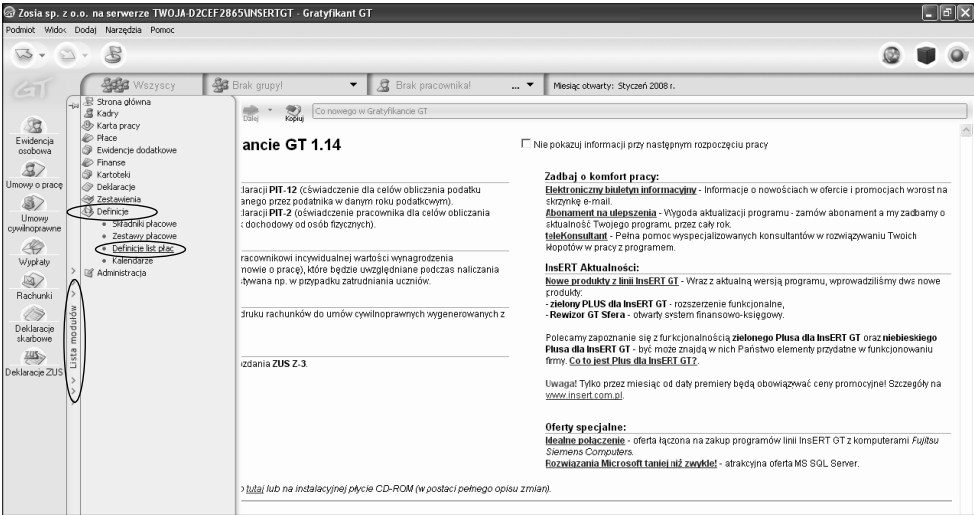 Zosia sp. z o.o. na serwerze TWOJA-D2CEF2865\INSERTGT - Gratyfikant GT
Podmiot Widok Dodaj Narzędzia Pomoc
GT
Wszyscy
Brak grupy!
Brak pracownika!
...
Miesiąc otwarty: Styczeń 2008 r.
Ewidencja
osobowa
Umowy o pracę
Umowy
cywilnoprawne
Wypłaty
Rachunki
Deklaracje
skarbowe
Deklaracje ZUS
Lista modułów
Strona główna
Kadry
Karta pracy
Płace
Ewidencje dodatkowe
Finanse
Kartoteki
Deklaracje
Zestawienia
Definicje
Składniki płacowe
Zestawy płacowe
Definicje list płac
Kalendarze
Administracja
Dalej
Kopiuj
Co nowego w Gratyfikancie GT
ancie GT 1.14
Nie pokazuj informacji przy następnym rozpoczęciu pracy
klaracji PIT-12 (oświadczenie dla celów obliczenia podatku
anego przez podatnika w danym roku podatkowym).
klaracji PIT-2 (oświadczenie pracownika dla celów obliczania
k dochodowy od osób fizycznych).
racownikowi indywidualnej wartości wynagrodzenia
nowie o pracę), które będzie uwzględniane podczas naliczania
stywana np. w przypadku zatrudniania uczniów.
druku rachunków do umów cywilnoprawnych wygenerowanych z
ozdania ZUS Z-3.
o tutaj lub na instalacyjnej płycie CD-ROM (w postaci pełnego opisu zmian).
Zadbaj o komfort pracy:
Elektroniczny biuletyn informacyjny - Informacje o nowościach w ofercie i promocjach wprost na
skrzynkę e-mail.
Abonament na ulepszenia - Wygoda aktualizacji programu - zamów abonament a my zadbamy o
aktualność Twojego programu, przez cały rok.
teleKonsultant - Pełna pomoc wyspecjalizowanych konsultantów w rozwiązywaniu Twoich
kłopotów w pracy z programem.
InsERT Aktualności:
Nowe produkty z linii InsERT GT - Wraz z aktualną wersją programu, wprowadziliśmy dwa nowe
produkty:
- zielony PLUS dla InsERT GT - rozszerzenie funkcjonalne,
- Rewizor GT Sfera - otwarty system finansowo-księgowy.
Polecamy zapoznanie się z funkcjonalnością zielonego Plusa dla InsERT GT oraz niebieskiego
Plusa dla InsERT GT - być może znajdą w nich Państwo elementy przydatne w funkcjonowaniu
firmy. Co to jest Plus dla InsERT GT?.
Uwaga! Tylko przez miesiąc od daty premiery będą obowiązywać ceny promocyjne! Szczegóły na
www.insert.com.pl.
Oferty specjalne:
Idealne połączenie - oferta łączona na zakup programów linii InsERT GT z komputerami Fujitsu
Siemens Computers.
Rozwiązania Microsoft taniej niż zwykle! - atrakcyjna oferta MS SQL Server.